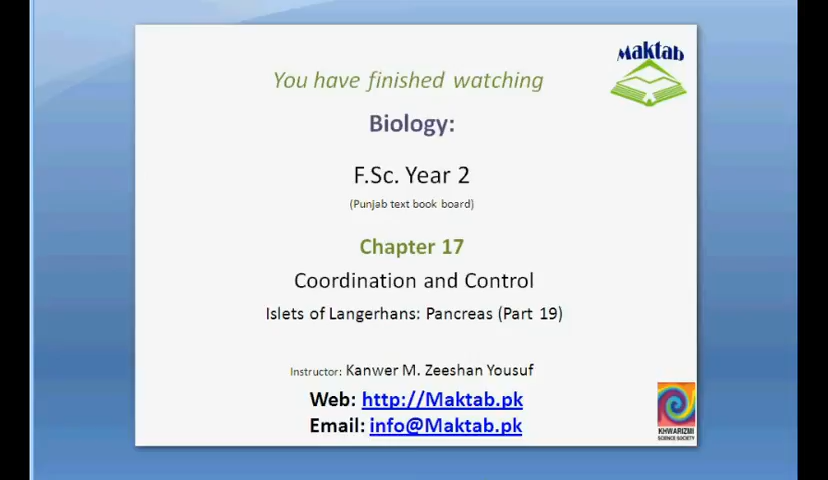 Maktab
You have finished watching
Biology:
F.Sc. Year 2
(Punjab text book board)
Chapter 17
Coordination and Control
Islets of Langerhans: Pancreas (Part 19)
Instructor: Kanwer M. Zeeshan Yousuf
Web: http://Maktab.pk
Email: info@Maktab.pk
KHWARIZMI
SCIENCE SOCIETY